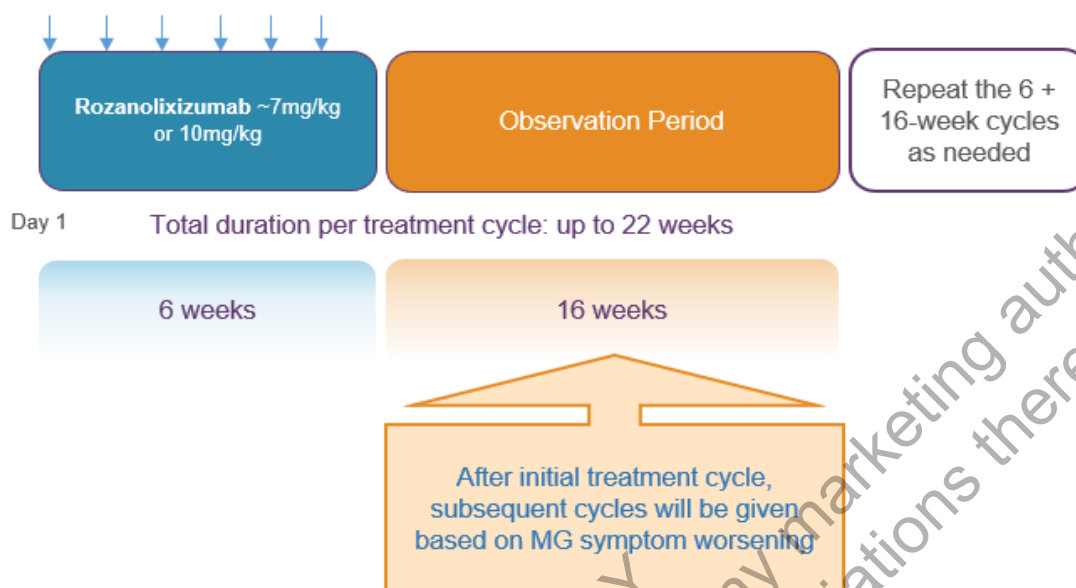 Rozanolixizumab ~7mg/kg
or 10mg/kg
Observation Period
Repeat the 6 +
16-week cycles
as needed
Day 1
Total duration per treatment cycle: up to 22 weeks
6 weeks
16 weeks
After initial treatment cycle,
subsequent cycles will be given
based on MG symptom worsening
marketing